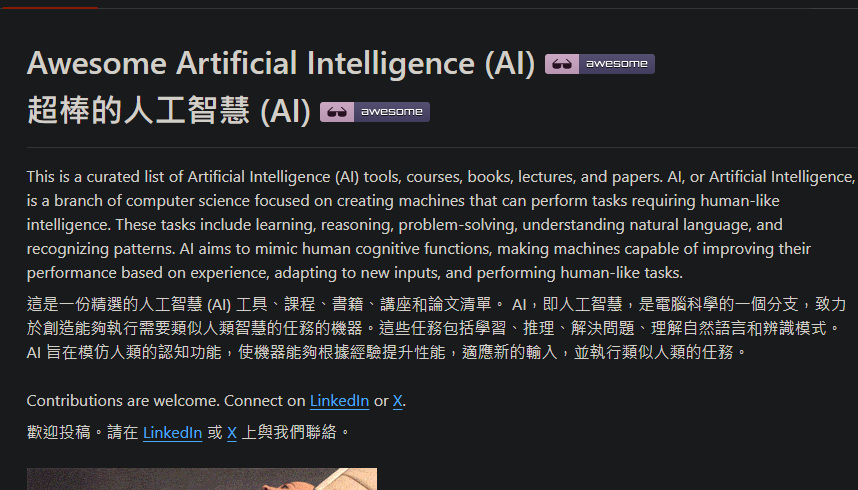 Awesome Artificial Intelligence (AI) awesome
超棒的人工智慧 (AI) awesome
This is a curated list of Artificial Intelligence (AI) tools, courses, books, lectures, and papers. AI, or Artificial Intelligence,
is a branch of computer science focused on creating machines that can perform tasks requiring human-like
intelligence. These tasks include learning, reasoning, problem-solving, understanding natural language, and
recognizing patterns. AI aims to mimic human cognitive functions, making machines capable of improving their
performance based on experience, adapting to new inputs, and performing human-like tasks.
這是一份精選的人工智慧 (AI) 工具、課程、書籍、講座和論文清單。 AI，即人工智慧，是電腦科學的一個分支，致力
於創造能夠執行需要類似人類智慧的任務的機器。這些任務包括學習、推理、解決問題、理解自然語言和辨識模式。
AI 旨在模仿人類的認知功能，使機器能夠根據經驗提升性能，適應新的輸入，並執行類似人類的任務。
Contributions are welcome. Connect on LinkedIn or X.
歡迎投稿。請在 LinkedIn 或 X 上與我們聯絡。